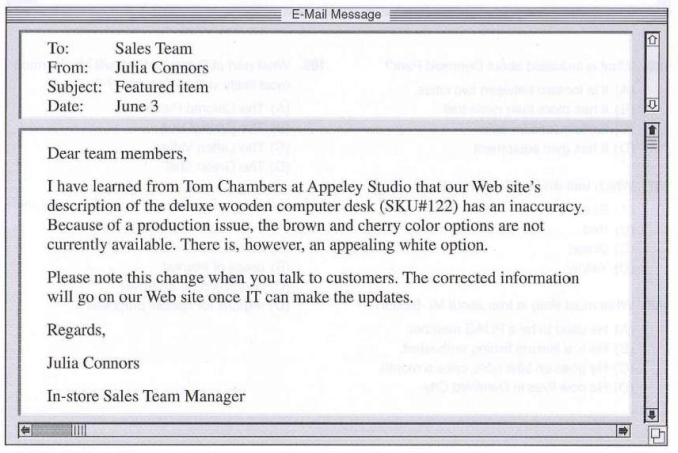 E-Mail Message
To: Sales Team
From: Julia Connors
Subject: Featured item
Date: June 3
Dear team members,
I have learned from Tom Chambers at Appeley Studio that our Web site's
description of the deluxe wooden computer desk (SKU#122) has an inaccuracy.
Because of a production issue, the brown and cherry color options are not
currently available. There is, however, an appealing white option.
Please note this change when you talk to customers. The corrected information
will go on our Web site once IT can make the updates.
Regards,
Julia Connors
In-store Sales Team Manager